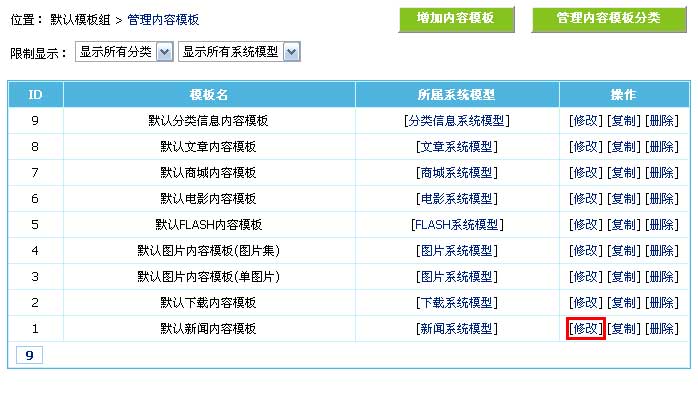 位置： 默认模板组 > 管理内容模板 增加内容模板 管理内容模板分类
限制显示： 显示所有分类 显示所有系统模型
ID 模板名 所属系统模型 操作
9 默认分类信息内容模板 [分类信息系统模型] [修改] [复制] [删除]
8 默认文章内容模板 [文章系统模型] [修改] [复制] [删除]
7 默认商城内容模板 [商城系统模型] [修改] [复制] [删除]
6 默认电影内容模板 [电影系统模型] [修改] [复制] [删除]
5 默认FLASH内容模板 [FLASH系统模型] [修改] [复制] [删除]
4 默认图片内容模板(图片集) [图片系统模型] [修改] [复制] [删除]
3 默认图片内容模板(单图片) [图片系统模型] [修改] [复制] [删除]
2 默认下载内容模板 [下载系统模型] [修改] [复制] [删除]
1 默认新闻内容模板 [新闻系统模型] [修改] [复制] [删除]
9